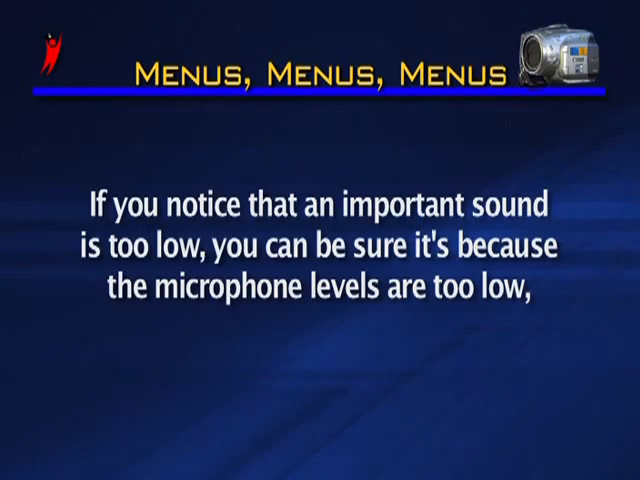 Menus, Menus, Menus
If you notice that an important sound
is too low, you can be sure it's because
the microphone levels are too low,